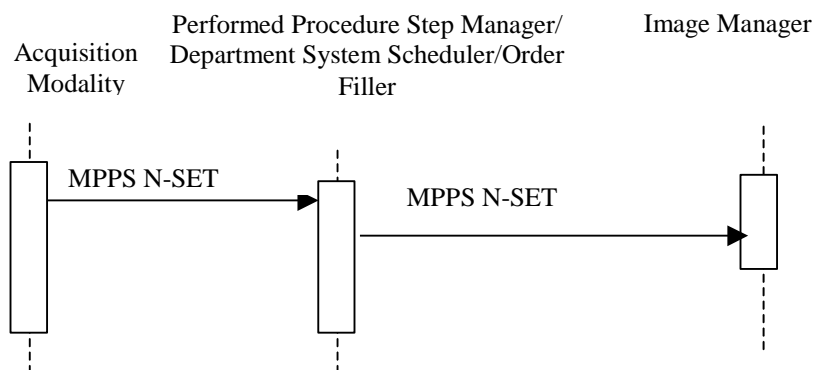 Acquisition
Modality
Performed Procedure Step Manager/
Department System Scheduler/Order
Filler
Image Manager
MPPS N-SET
MPPS N-SET